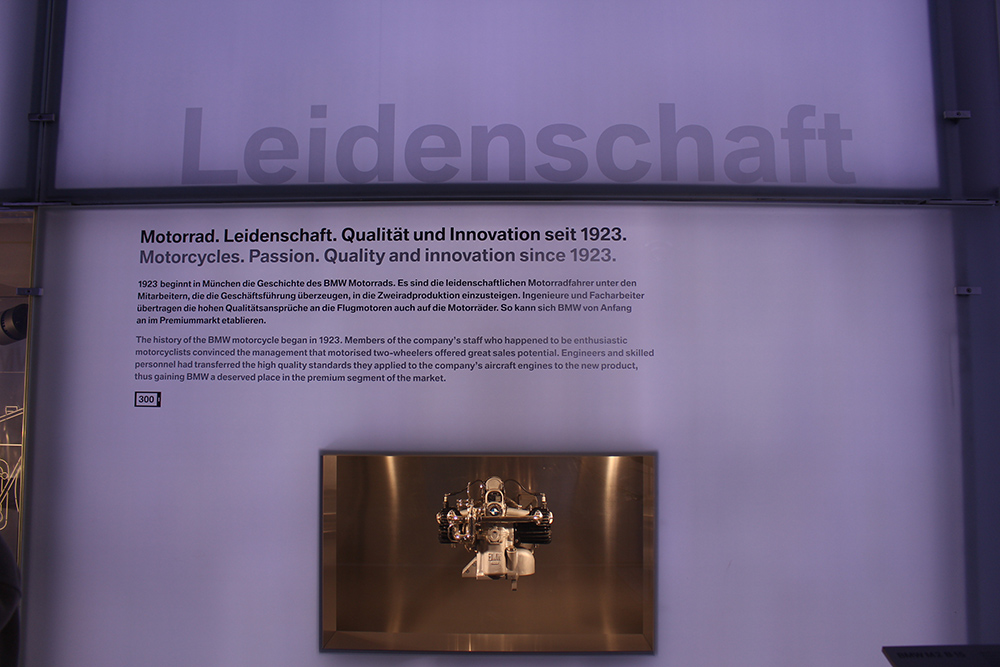 Leidenschaft
Motorrad. Leidenschaft. Qualität und Innovation seit 1923.
Motorcycles. Passion. Quality and innovation since 1923.
1923 beginnt in München die Geschichte des BMW Motorrads. Es sind die leidenschaftlichen Motorradfahrer unter den
Mitarbeitern, die die Geschäftsführung überzeugen, in die Zweiradproduktion einzusteigen. Ingenieure und Facharbeiter
übertragen die hohen Qualitätsansprüche an die Flugmotoren auch auf die Motorräder. So kann sich BMW von Anfang
an im Premiummarkt etablieren.
The history of the BMW motorcycle began in 1923. Members of the company's staff who happened to be enthusiastic
motorcyclists convinced the management that motorised two-wheelers offered great sales potential. Engineers and skilled
personnel had transferred the high quality standards they applied to the company's aircraft engines to the new product,
thus gaining BMW a deserved place in the premium segment of the market.
300